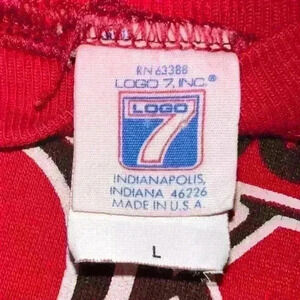 RN 63388
LOGO 7, INC.®
LOGO
7
INDIANAPOLIS,
INDIANA 46226
MADE IN U.S.A.
L